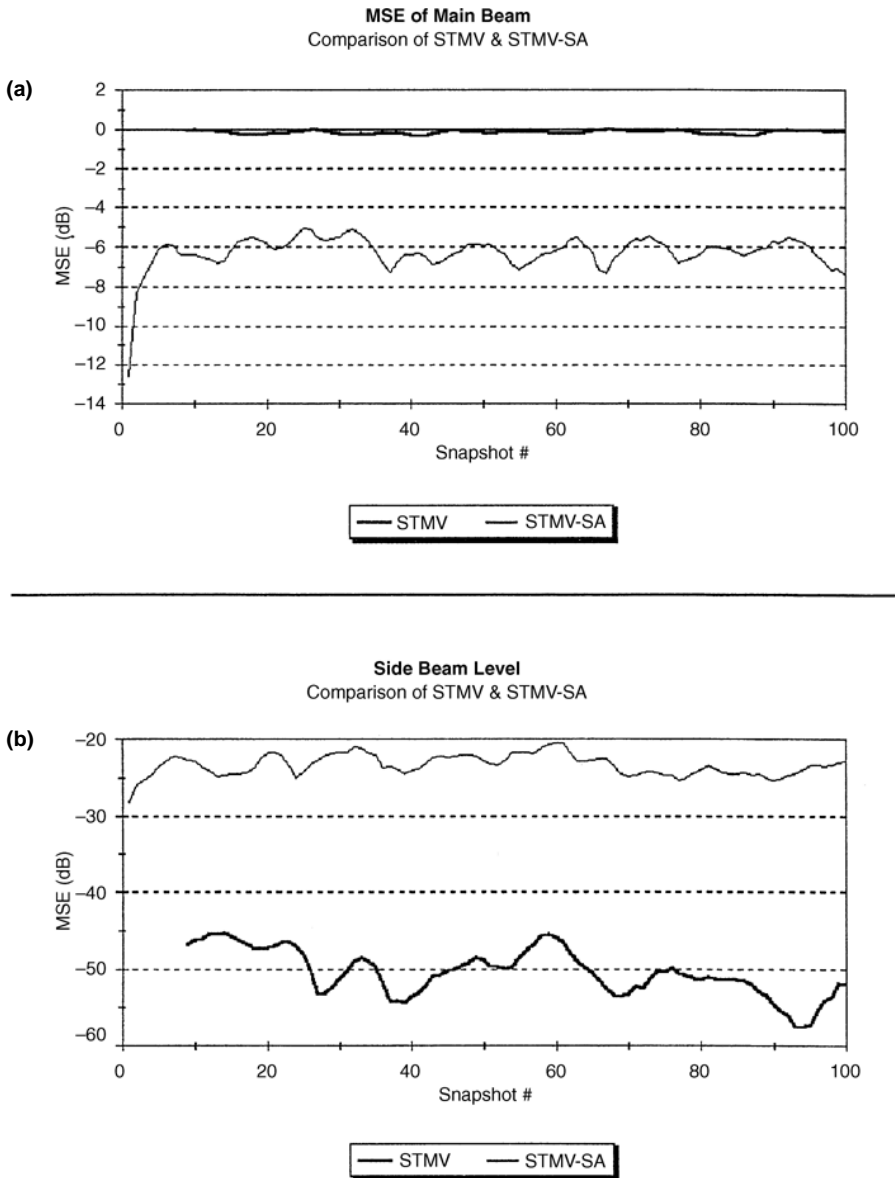 MSE of Main Beam
Comparison of STMV & STMV-SA
(a)
2
0
−2
−4
−6
−8
−10
−12
−14
MSE (dB)
0 20 40 60 80 100
Snapshot #
STMV STMV-SA
Side Beam Level
Comparison of STMV & STMV-SA
(b)
−20
−30
−40
−50
−60
MSE (dB)
0 20 40 60 80 100
Snapshot #
STMV STMV-SA